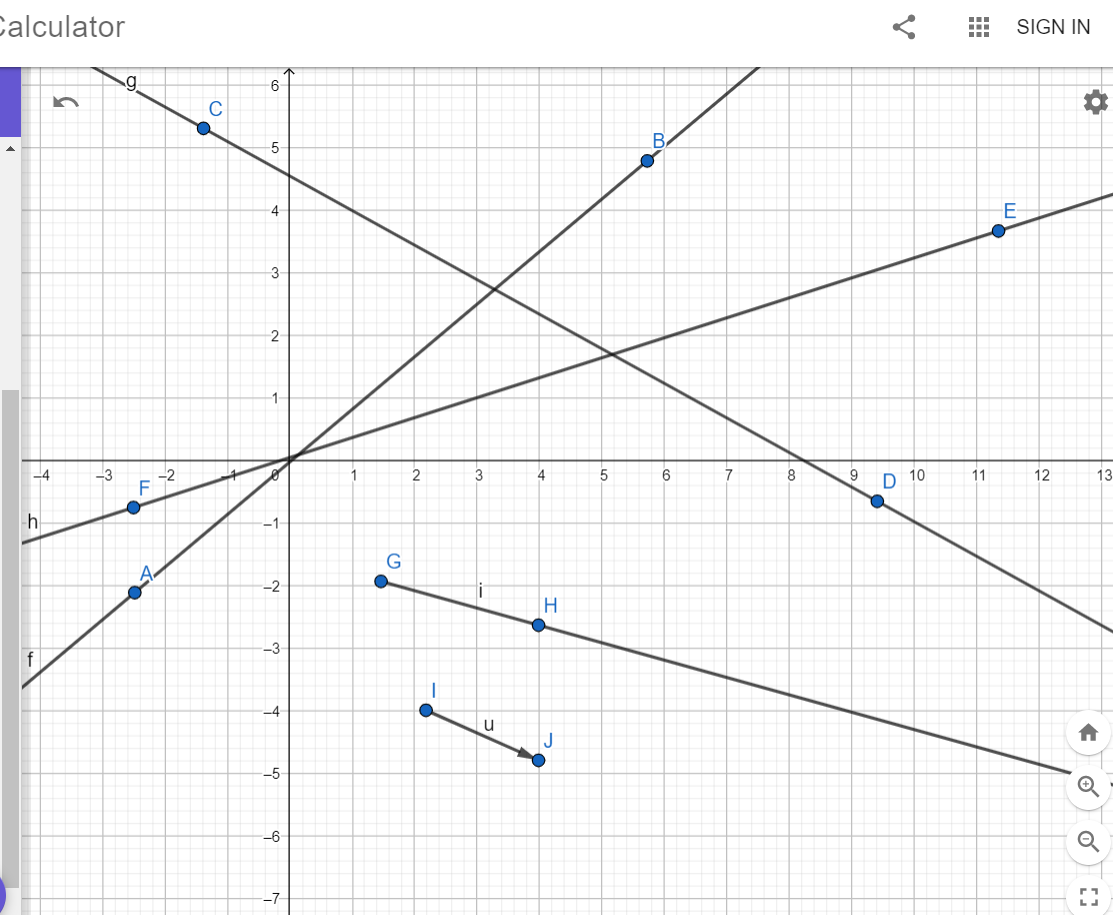 Calculator
SIGN IN
g
6
C
5
B
4
E
3
2
1
–4 –3 –2 –1 0 1 2 3 4 5 6 7 8 9 10 11 12 13
F
D
h
–1
G
A
–2
i
H
–3
f
I
–4
u
J
–5
–6
–7